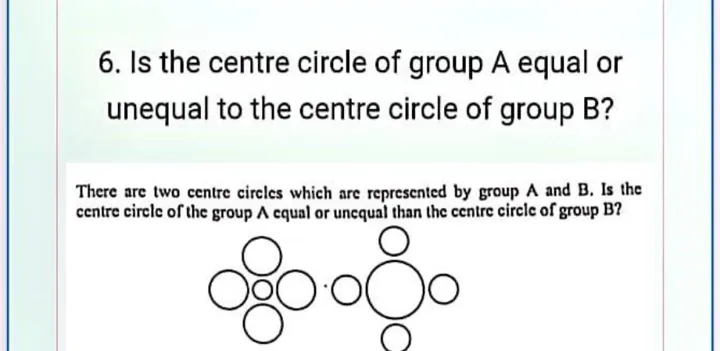 6. Is the centre circle of group A equal or
unequal to the centre circle of group B?
There are two centre circles which are represented by group A and B. Is the
centre circle of the group A equal or unequal than the centre circle of group B?